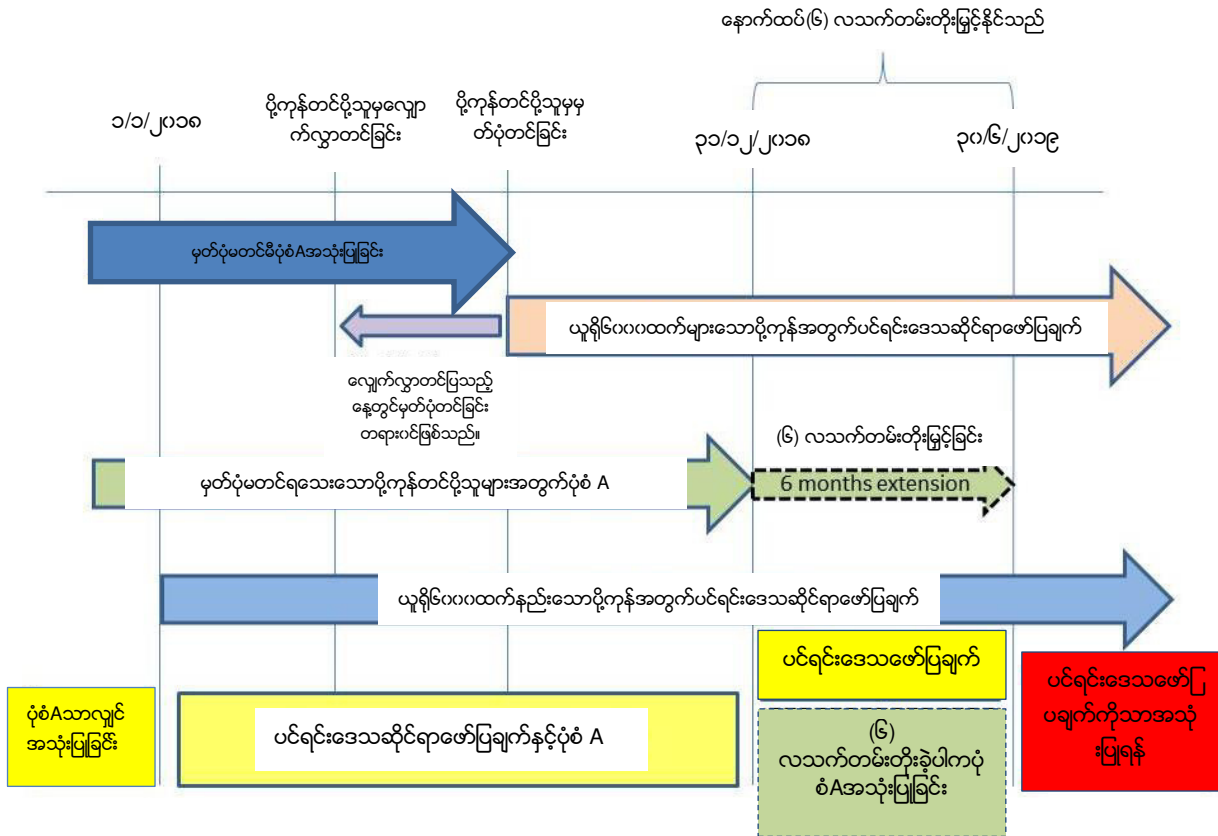 နောက်ထပ်(၆) လသက်တမ်းတိုးမြှင့်နိုင်သည်
၁/၁/၂၀၁၈
ပို့ကုန်တင်ပို့သူမှလျှော
က်လွှာတင်ခြင်း
ပို့ကုန်တင်ပို့သူမှမှ
တ်ပုံတင်ခြင်း
၃၁/၁၂/၂၀၁၈
၃၀/၆/၂၀၁၉
မှတ်ပုံမတင်မီပုံစံAအသုံးပြုခြင်း
ယူရို၆၀၀၀ထက်များသောပို့ကုန်အတွက်ပင်ရင်းဒေသဆိုင်ရာဖော်ပြချက်
လျှေက်လွှာတင်ပြသည့်
နေ့တွင်မှတ်ပုံတင်ခြင်း
တရားဝင်ဖြစ်သည်။
(၆) လသက်တမ်းတိုးမြှင့်ခြင်း
မှတ်ပုံမတင်ရသေးသောပို့ကုန်တင်ပို့သူများအတွက်ပုံစံ A
6 months extension
ယူရို၆၀၀၀ထက်နည်းသောပို့ကုန်အတွက်ပင်ရင်းဒေသဆိုင်ရာဖော်ပြချက်
ပုံစံAသာလျှင်
အသုံးပြုခြင်း
ပင်ရင်းဒေသဆိုင်ရာဖော်ပြချက်နှင့်ပုံစံ A
ပင်ရင်းဒေသဖော်ပြချက်
(၆)
လသက်တမ်းတိုးခဲ့ပါကပုံ
စံAအသုံးပြုခြင်း
ပင်ရင်းဒေသဖော်ပြ
ပချက်ကိုသာအသုံ
းပြုရန်